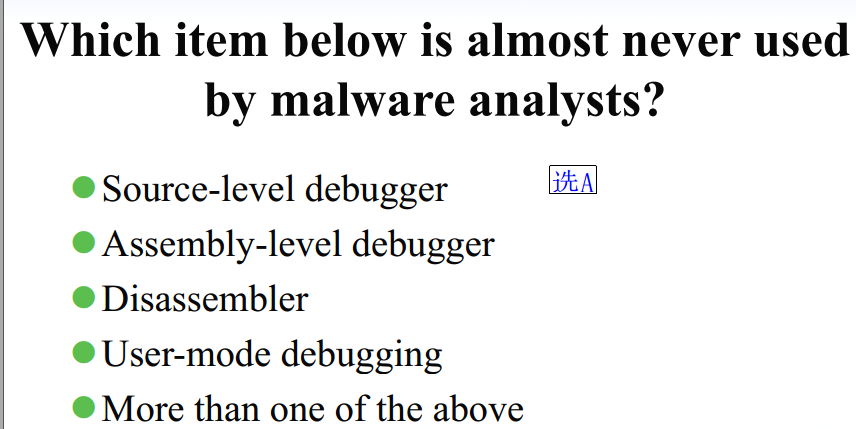 Which item below is almost never used
by malware analysts?
Source-level debugger
选A
Assembly-level debugger
Disassembler
User-mode debugging
More than one of the above